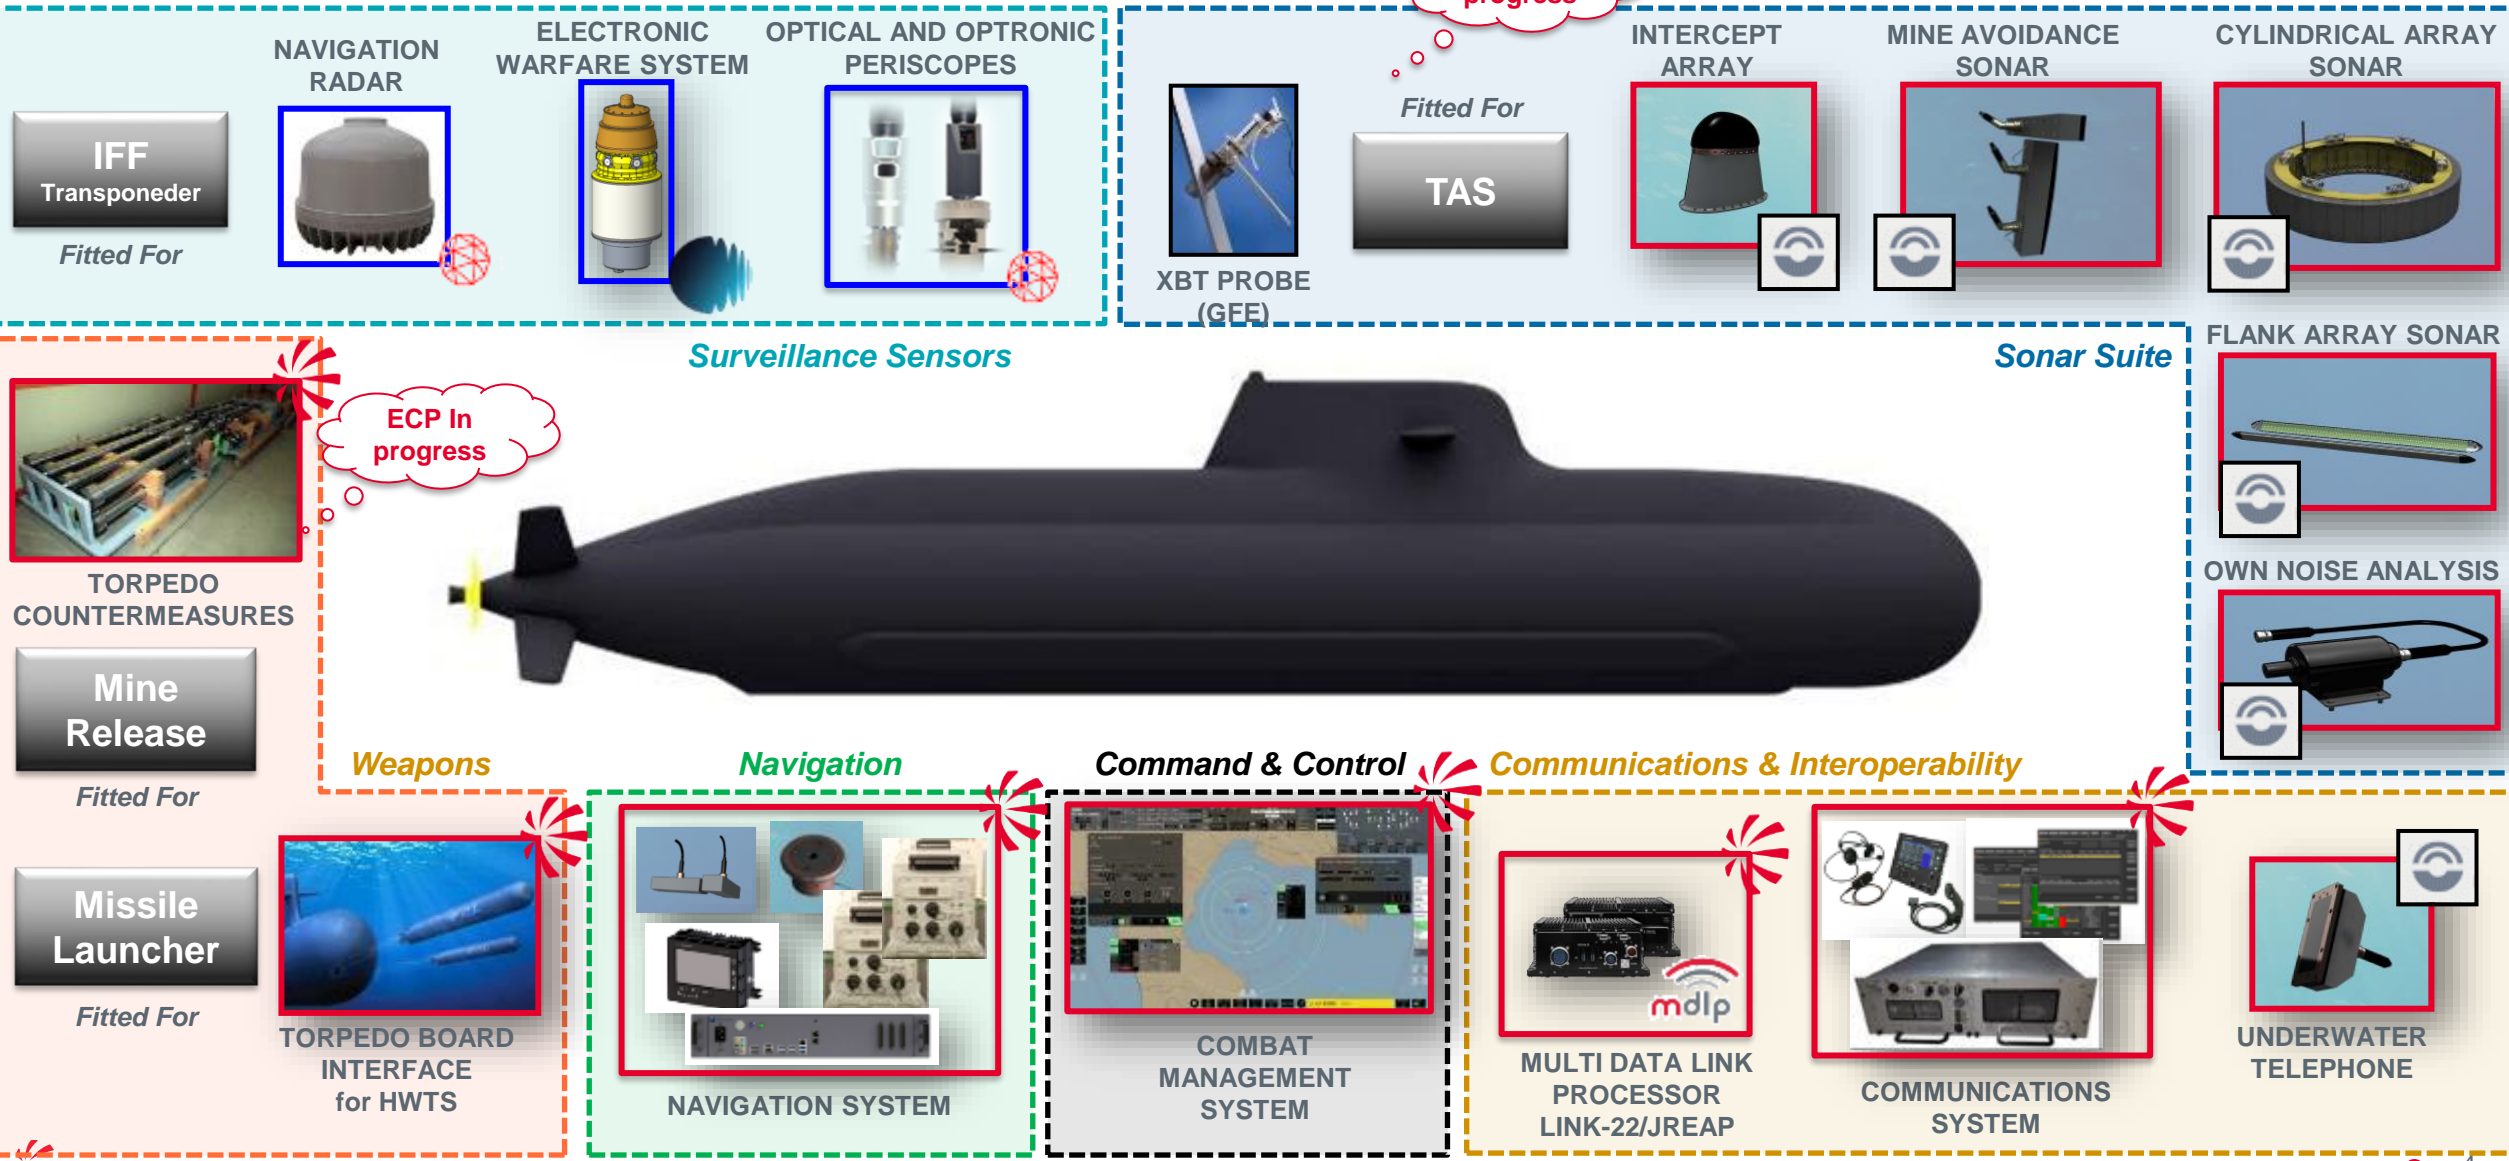 progress
NAVIGATION
RADAR
ELECTRONIC
WARFARE SYSTEM
OPTICAL AND OPTRONIC
PERISCOPES
IFF
Transponeder
Fitted For
XBT PROBE
(GFE)
Fitted For
TAS
INTERCEPT
ARRAY
MINE AVOIDANCE
SONAR
CYLINDRICAL ARRAY
SONAR
Surveillance Sensors
Sonar Suite
FLANK ARRAY SONAR
OWN NOISE ANALYSIS
ECP In
progress
TORPEDO
COUNTERMEASURES
Mine
Release
Fitted For
Missile
Launcher
Fitted For
Weapons
TORPEDO BOARD
INTERFACE
for HWTS
Navigation
NAVIGATION SYSTEM
Command & Control
COMBAT
MANAGEMENT
SYSTEM
Communications & Interoperability
mdlp
MULTI DATA LINK
PROCESSOR
LINK-22/JREAP
COMMUNICATIONS
SYSTEM
UNDERWATER
TELEPHONE